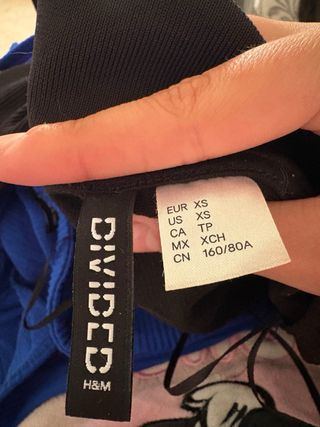 DIVIDED
H&M
EUR XS
US XS
CA TP
MX XCH
CN 160/80A